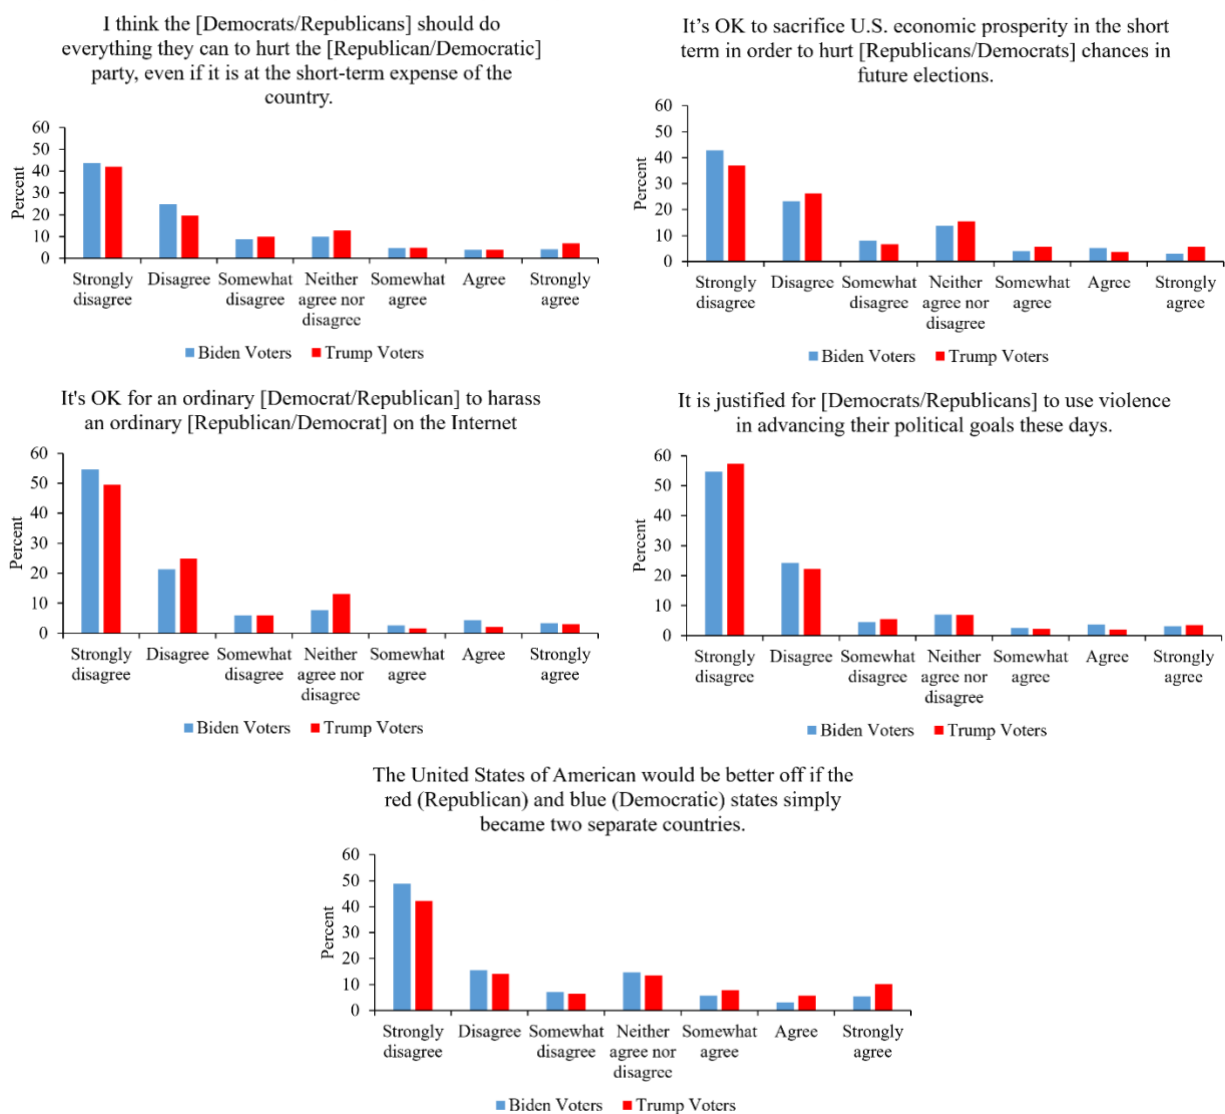 I think the [Democrats/Republicans] should do
everything they can to hurt the [Republican/Democratic]
party, even if it is at the short-term expense of the
country.
60
50
40
30
20
10
0
Percent
Strongly disagree
Disagree
Somewhat disagree
Neither agree nor disagree
Somewhat agree
Agree
Strongly agree
Biden Voters
Trump Voters
It’s OK to sacrifice U.S. economic prosperity in the short
term in order to hurt [Republicans/Democrats] chances in
future elections.
60
50
40
30
20
10
0
Percent
Strongly disagree
Disagree
Somewhat disagree
Neither agree nor disagree
Somewhat agree
Agree
Strongly agree
Biden Voters
Trump Voters
It's OK for an ordinary [Democrat/Republican] to harass
an ordinary [Republican/Democrat] on the Internet
60
50
40
30
20
10
0
Percent
Strongly disagree
Disagree
Somewhat disagree
Neither agree nor disagree
Somewhat agree
Agree
Strongly agree
Biden Voters
Trump Voters
It is justified for [Democrats/Republicans] to use violence
in advancing their political goals these days.
60
50
40
30
20
10
0
Percent
Strongly disagree
Disagree
Somewhat disagree
Neither agree nor disagree
Somewhat agree
Agree
Strongly agree
Biden Voters
Trump Voters
The United States of American would be better off if the
red (Republican) and blue (Democratic) states simply
became two separate countries.
60
50
40
30
20
10
0
Percent
Strongly disagree
Disagree
Somewhat disagree
Neither agree nor disagree
Somewhat agree
Agree
Strongly agree
Biden Voters
Trump Voters